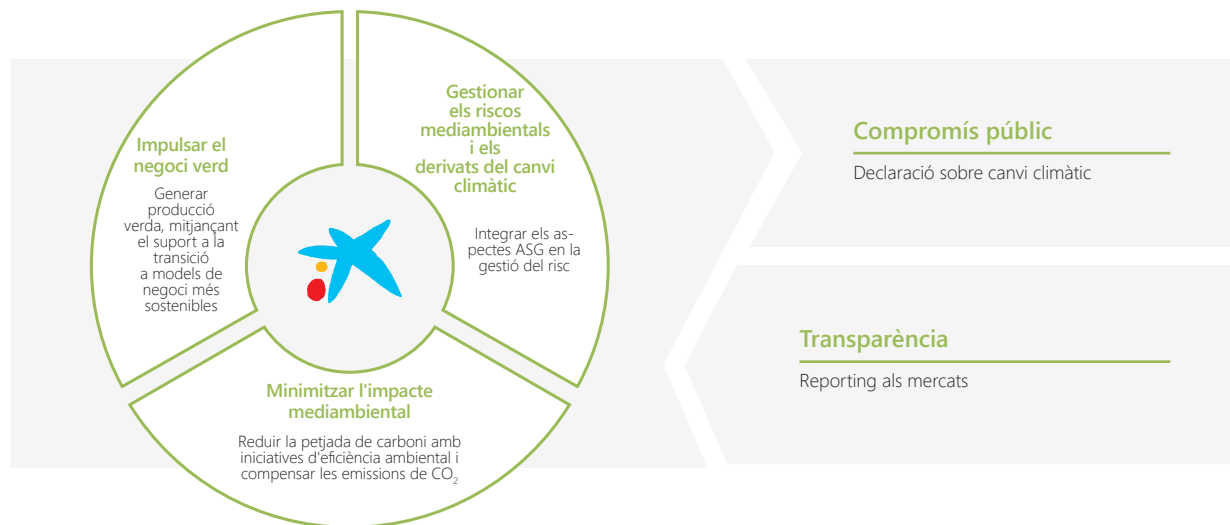 Impulsar el
negoci verd
Generar
producció
verda, mitjançant
el suport a la
transició
a models de
negoci més
sostenibles
Gestionar
els riscos
mediambientals
i els
derivats del canvi
climàtic
Integrar els as-
pectes ASG en la
gestió del risc
Minimitzar l'impacte
mediambiental
Reduir la petjada de carboni amb
iniciatives d'eficiència ambiental i
compensar les emissions de CO₂
Compromís públic
Declaració sobre canvi climàtic
Transparència
Reporting als mercats